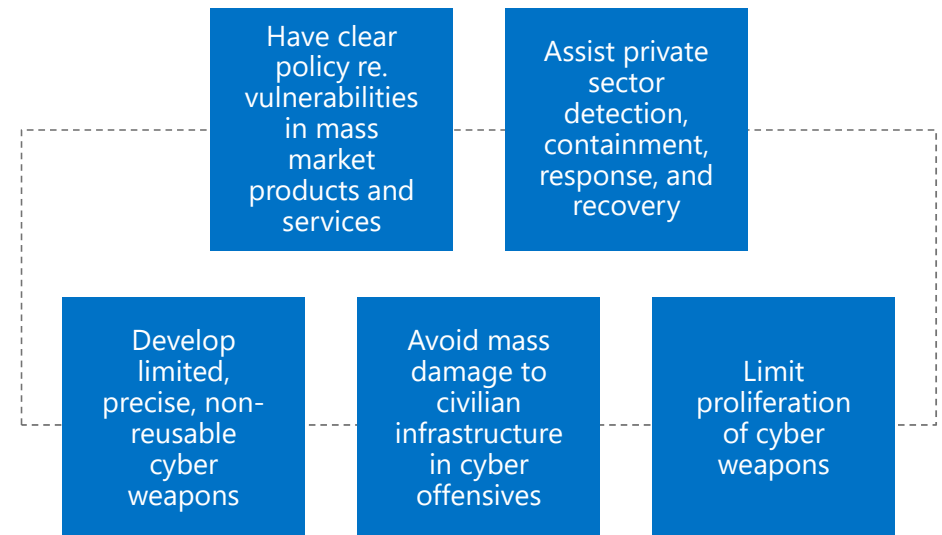 Have clear
policy re.
vulnerabilities
in mass
market
products and
services
Assist private
sector
detection,
containment,
response, and
recovery
Develop
limited,
precise, non-
reusable
cyber
weapons
Avoid mass
damage to
civilian
infrastructure
in cyber
offensives
Limit
proliferation
of cyber
weapons